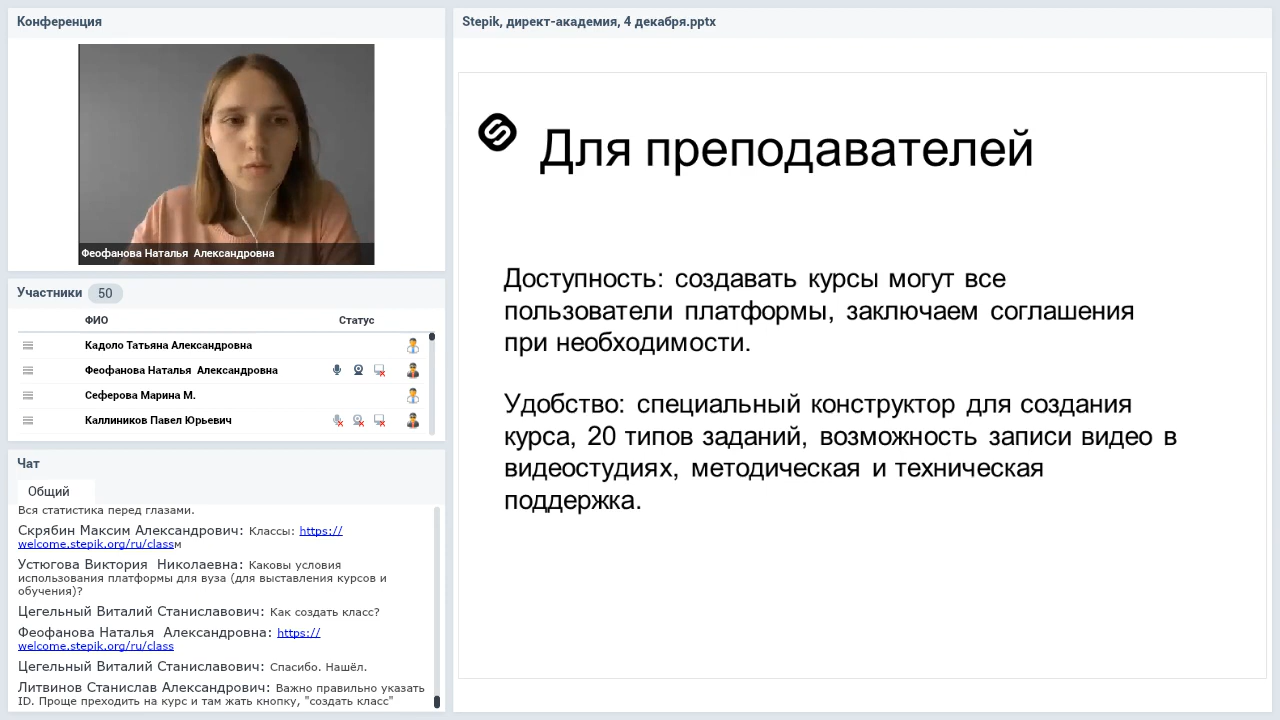 Конференция
Феофанова Наталья  Александровна
Участники 50
ФИО Статус
Кадоло Татьяна Александровна
Феофанова Наталья  Александровна
Сеферова Марина М.
Каллиников Павел Юрьевич
Чат
Общий
Вся статистика перед глазами.
Скрябин Максим Александрович: Классы: https://
welcome.stepik.org/ru/classм
Устюгова Виктория  Николаевна: Каковы условия
использования платформы для вуза (для выставления курсов и
обучения)?
Цегельный Виталий Станиславович: Как создать класс?
Феофанова Наталья  Александровна: https://
welcome.stepik.org/ru/class
Цегельный Виталий Станиславович: Спасибо. Нашёл.
Литвинов Станислав Александрович: Важно правильно указать
ID. Проще преходить на курс и там жать кнопку, "создать класс"
Stepik, директ-академия, 4 декабря.pptx
Для преподавателей
Доступность: создавать курсы могут все
пользователи платформы, заключаем соглашения
при необходимости.
Удобство: специальный конструктор для создания
курса, 20 типов заданий, возможность записи видео в
видеостудиях, методическая и техническая
поддержка.